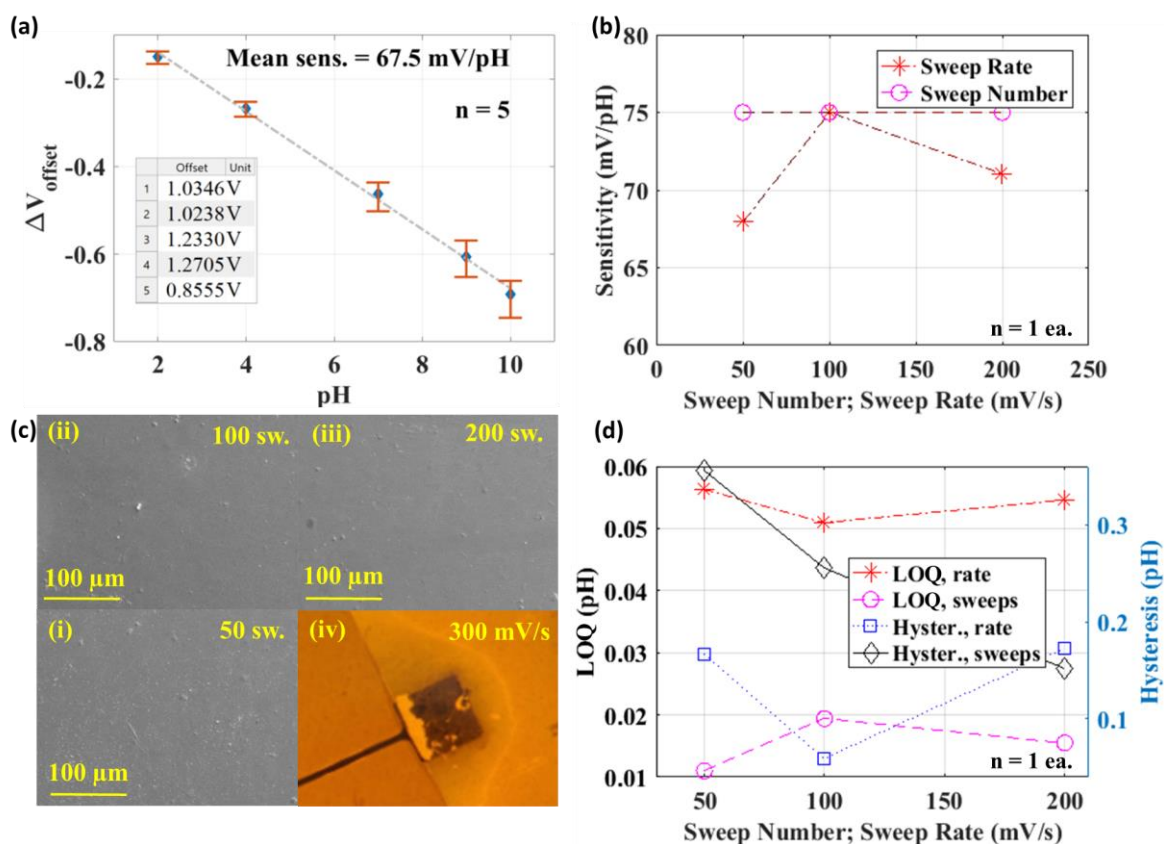 (a)
Mean sens. = 67.5 mV/pH
n = 5
Offset Unit
1 1.0346V
2 1.0238V
3 1.2330V
4 1.2705V
5 0.8555V
-0.2
-0.4
-0.6
-0.8
ΔVoffset
2 4 6 8 10
pH
(b)
Sweep Rate
Sweep Number
80
75
70
65
60
Sensitivity (mV/pH)
n = 1 ea.
0 50 100 150 200 250
Sweep Number; Sweep Rate (mV/s)
(c)
(ii) 100 sw.
100 µm
(iii) 200 sw.
100 µm
(i) 50 sw.
100 µm
(iv) 300 mV/s
(d)
0.06
0.05
0.04
0.03
0.02
0.01
LOQ (pH)
LOQ, rate
LOQ, sweeps
Hyster., rate
Hyster., sweeps
0.3
0.2
0.1
Hysteresis (pH)
n = 1 ea.
50 100 150 200
Sweep Number; Sweep Rate (mV/s)